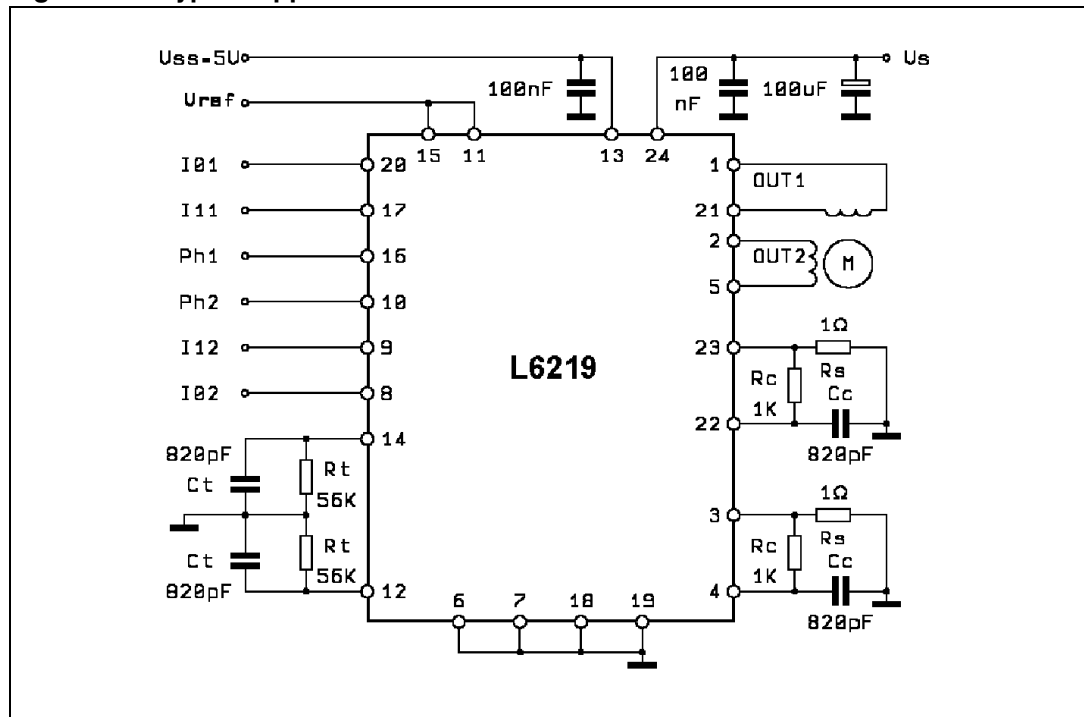 Vss=5V
100nF
100
nF
100uF
Vs
Vref
15
11
13
24
I01
20
1
OUT1
I11
17
21
Ph1
16
2
OUT2
M
Ph2
10
5
I12
9
23
1Ω
L6219
Rc
1K
Rs
Cc
I02
8
22
820pF
14
820pF
Ct
Rt
56K
3
1Ω
Rc
1K
Rs
Cc
Ct
820pF
Rt
56K
12
4
820pF
6
7
18
19